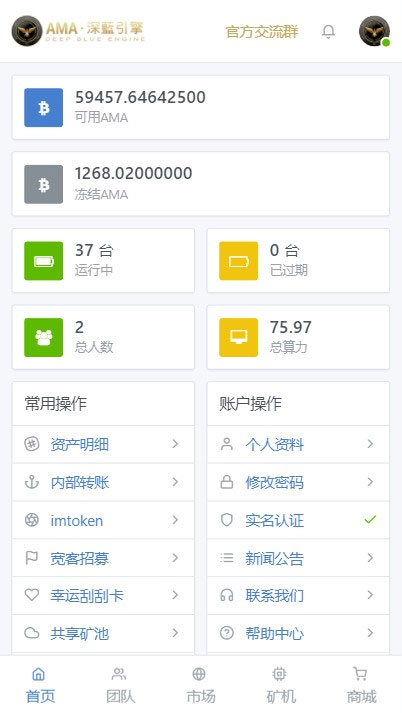 AMA·深藍引擎
DEEP BLUE ENGINE
官方交流群
59457.64642500
可用AMA
1268.02000000
冻结AMA
37 台
运行中
0 台
已过期
2
总人数
75.97
总算力
常用操作
资产明细
内部转账
imtoken
宽客招募
幸运刮刮卡
共享矿池
账户操作
个人资料
修改密码
实名认证
新闻公告
联系我们
帮助中心
首页
团队
市场
矿机
商城